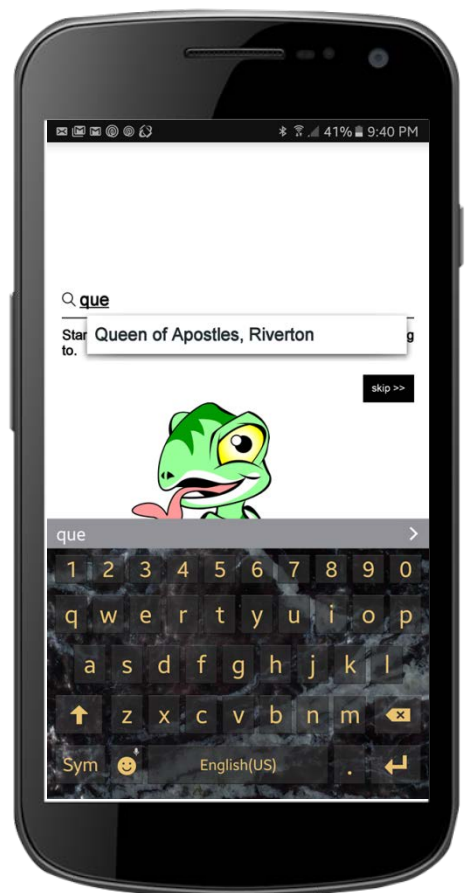 41% 9:40 PM
que
Queen of Apostles, Riverton
Star
g
to.
skip >>
que
1 2 3 4 5 6 7 8 9 0
q w e r t y u i o p
a s d f g h j k l
z x c v b n m
Sym English(US) .